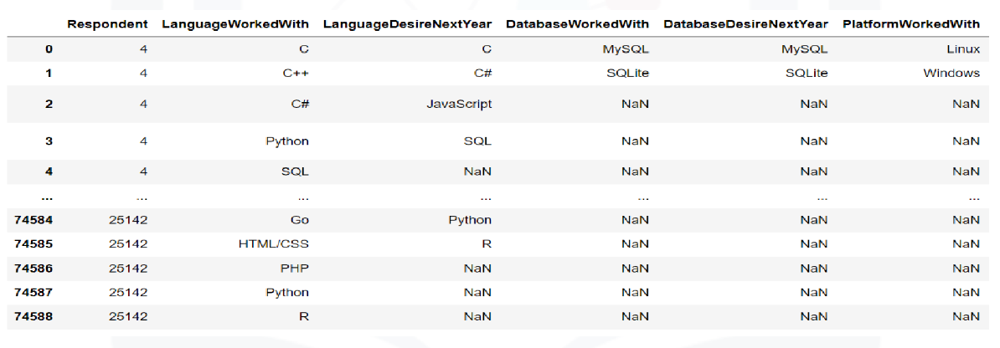 Respondent LanguageWorkedWith LanguageDesireNextYear DatabaseWorkedWith DatabaseDesireNextYear PlatformWorkedWith
0 4 C C MySQL MySQL Linux
1 4 C++ C# SQLite SQLite Windows
2 4 C# JavaScript NaN NaN NaN
3 4 Python SQL NaN NaN NaN
4 4 SQL NaN NaN NaN NaN
... ... ... ... ... ... ...
74584 25142 Go Python NaN NaN NaN
74585 25142 HTML/CSS R NaN NaN NaN
74586 25142 PHP NaN NaN NaN NaN
74587 25142 Python NaN NaN NaN NaN
74588 25142 R NaN NaN NaN NaN